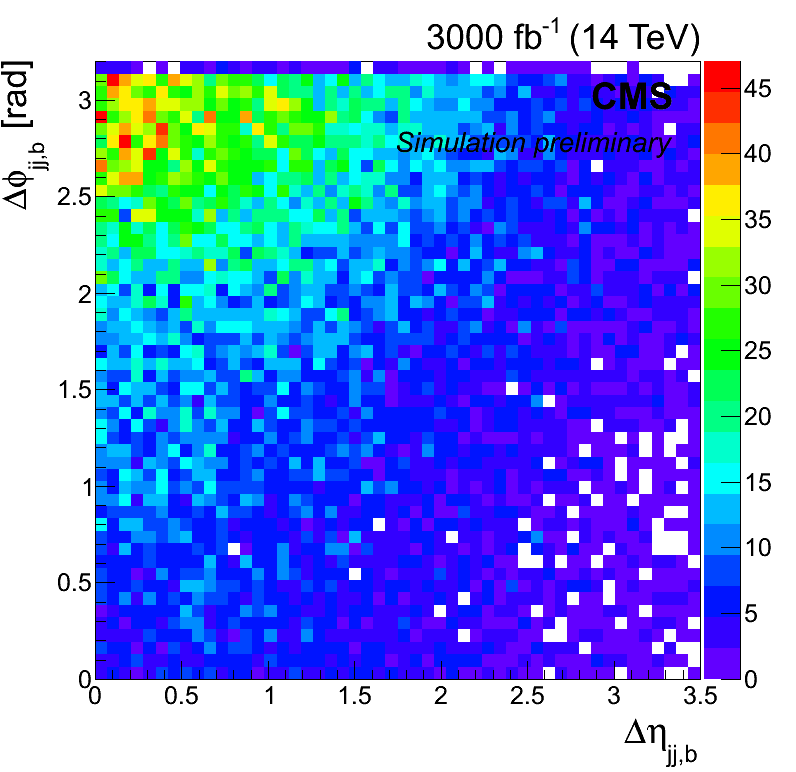 3000 fb-1 (14 TeV)
CMS
Simulation preliminary
Δϕjj,b [rad]
3
2.5
2
1.5
1
0.5
0
0 0.5 1 1.5 2 2.5 3 3.5
Δηjj,b
45
40
35
30
25
20
15
10
5
0